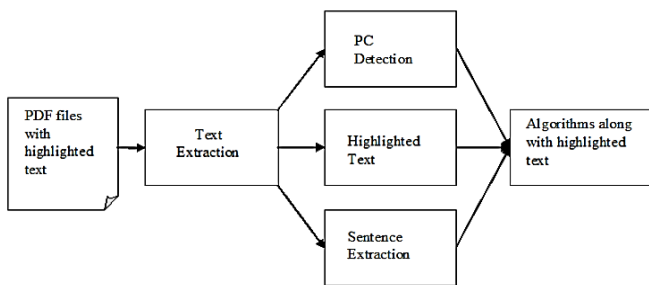 PDF files
with
highlighted
text
Text
Extraction
PC
Detection
Highlighted
Text
Sentence
Extraction
Algorithms along
with highlighted
text